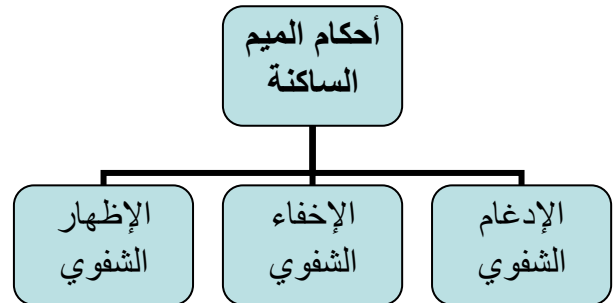 أحكام الميم
الساكنة
الإدغام
الشفوي
الإخفاء
الشفوي
الإظهار
الشفوي